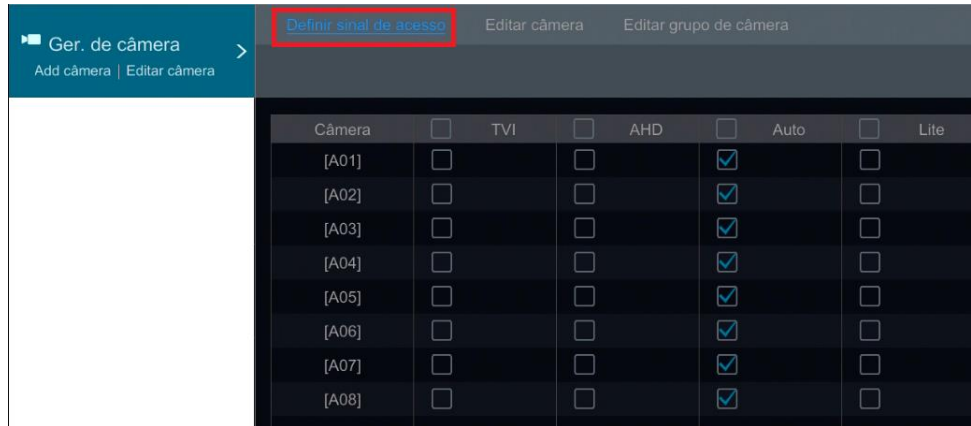 Definir sinal de acesso Editar câmera Editar grupo de câmera
Ger. de câmera >
Add câmera | Editar câmera
Câmera TVI AHD Auto Lite
[A01]
[A02]
[A03]
[A04]
[A05]
[A06]
[A07]
[A08]